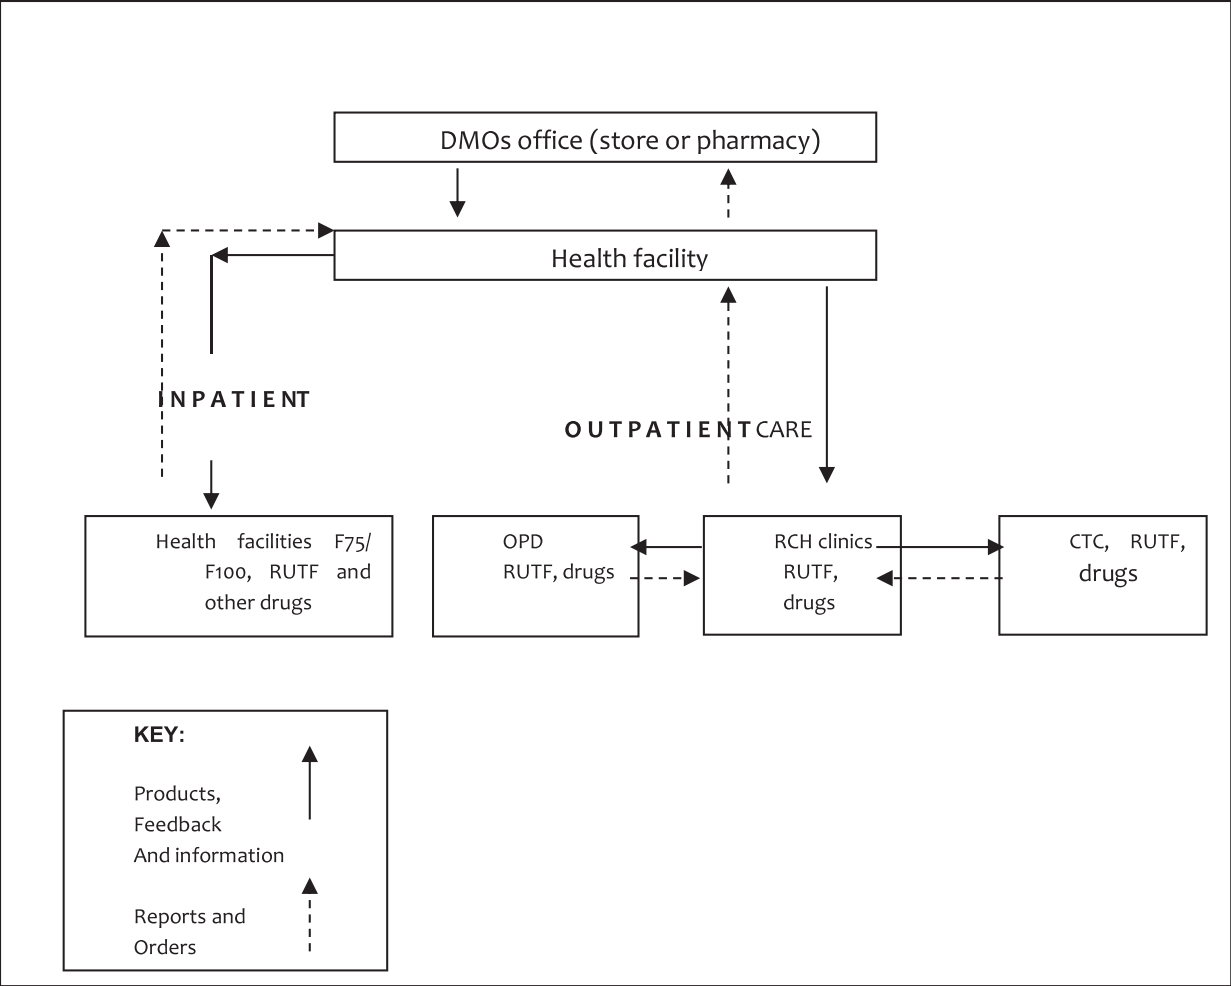 DMOs office (store or pharmacy)
Health facility
INPATIENT
OUTPATIENT CARE
Health facilities F75/
F100, RUTF and
other drugs
OPD
RUTF, drugs
RCH clinics
RUTF,
drugs
CTC, RUTF,
drugs
KEY:
Products,
Feedback
And information
Reports and
Orders